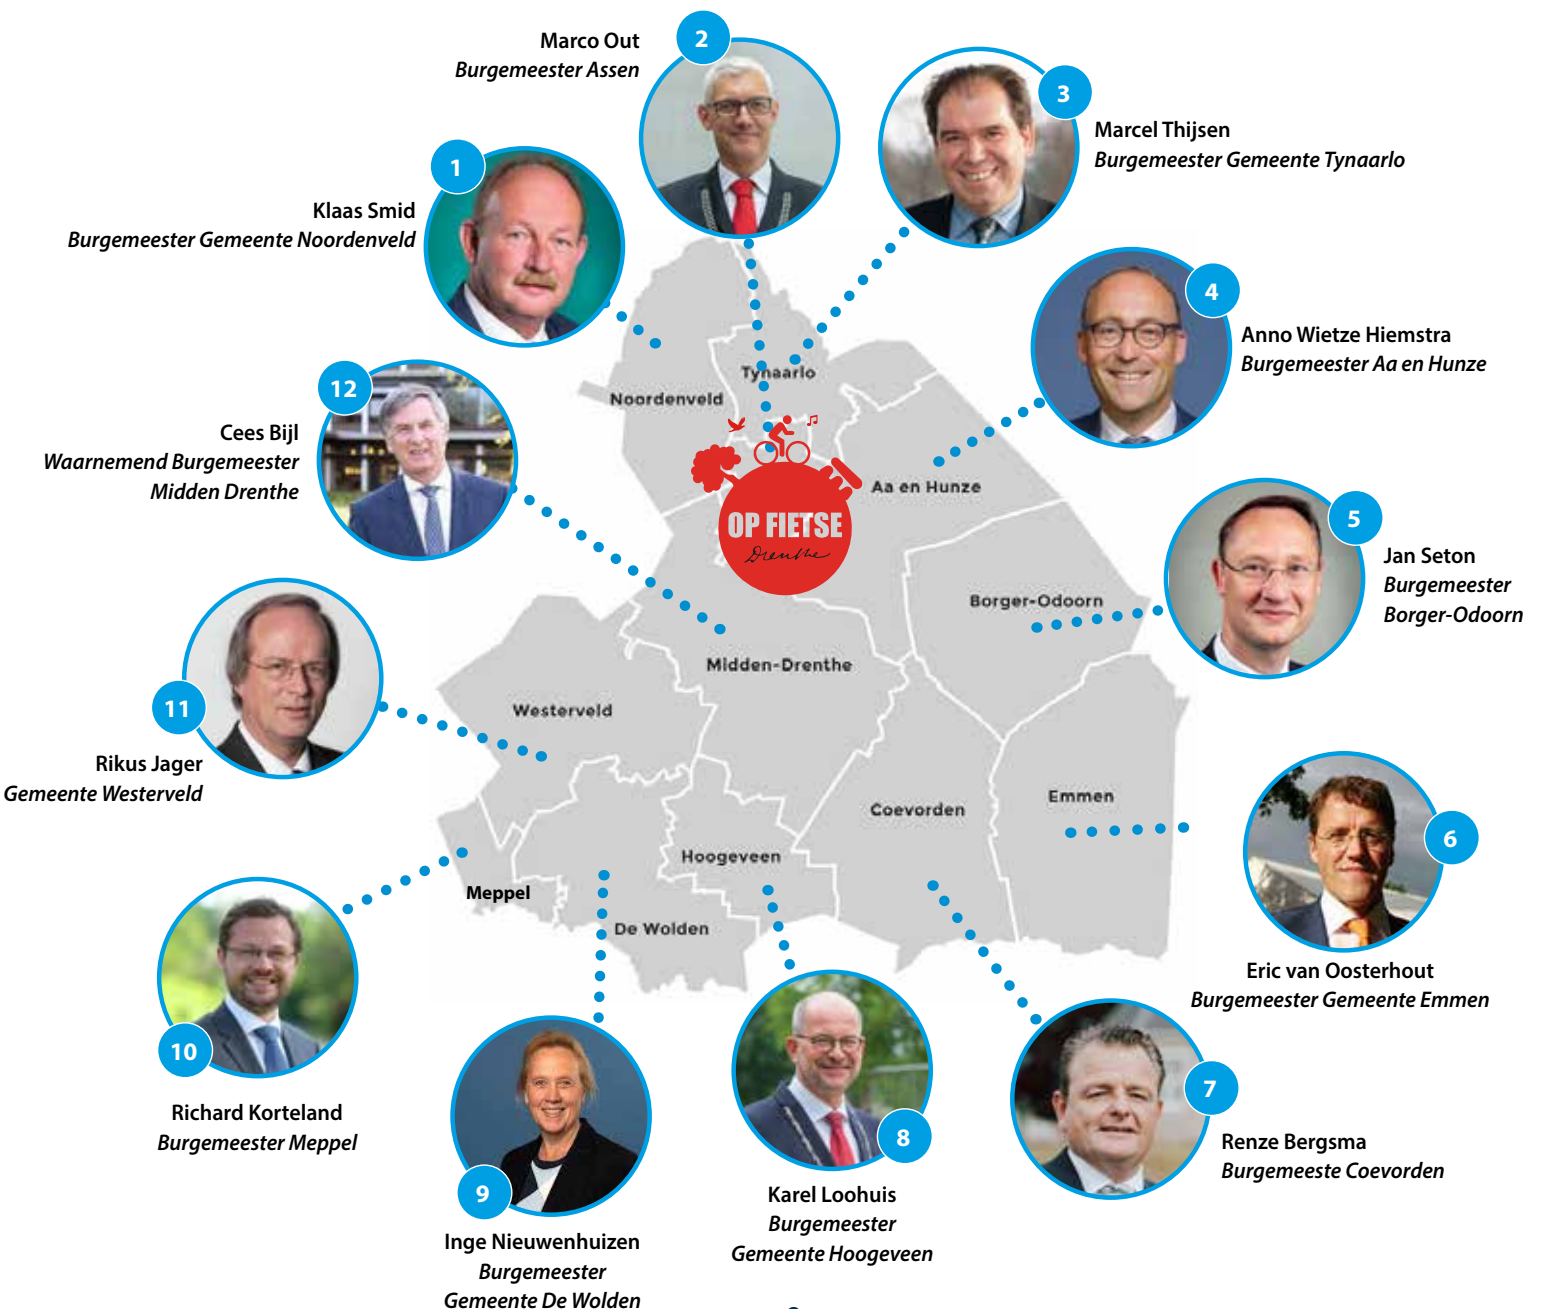 1
Klaas Smid
Burgemeester Gemeente Noordenveld
2
Marco Out
Burgemeester Assen
3
Marcel Thijsen
Burgemeester Gemeente Tynaarlo
4
Anno Wietze Hiemstra
Burgemeester Aa en Hunze
5
Jan Seton
Burgemeester
Borger-Odoorn
6
Eric van Oosterhout
Burgemeester Gemeente Emmen
7
Renze Bergsma
Burgemeeste Coevorden
8
Karel Loohuis
Burgemeester
Gemeente Hoogeveen
9
Inge Nieuwenhuizen
Burgemeester
Gemeente De Wolden
10
Richard Korteland
Burgemeester Meppel
11
Rikus Jager
Gemeente Westerveld
12
Cees Bijl
Waarnemend Burgemeester
Midden Drenthe
Tynaarlo
Noordenveld
Aa en Hunze
OP FIETSE
Drenthe
Borger-Odoorn
Midden-Drenthe
Westerveld
Emmen
Coevorden
Hoogeveen
Meppel
De Wolden